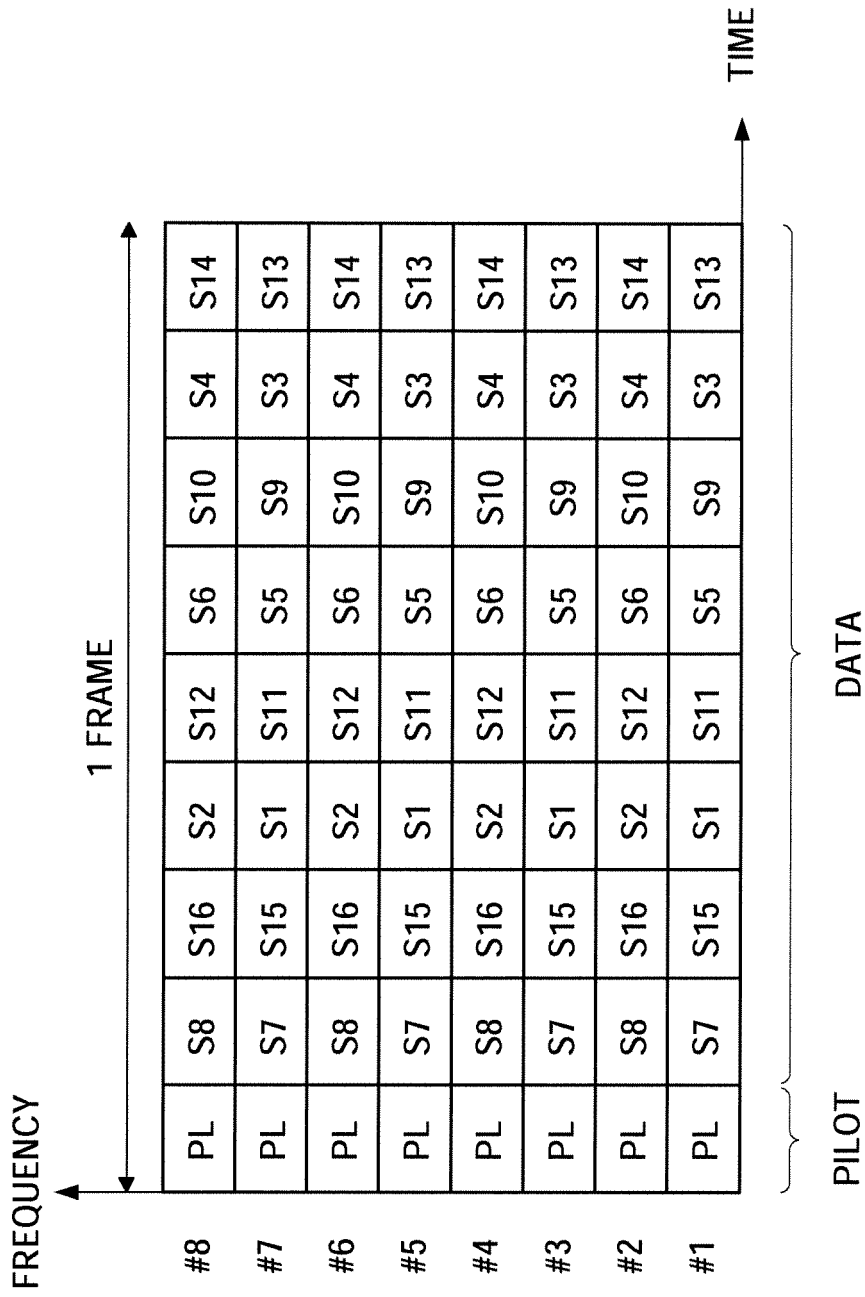 FREQUENCY
1 FRAME
#8 PL S8 S16 S2 S12 S6 S10 S4 S14
#7 PL S7 S15 S1 S11 S5 S9 S3 S13
#6 PL S8 S16 S2 S12 S6 S10 S4 S14
#5 PL S7 S15 S1 S11 S5 S9 S3 S13
#4 PL S8 S16 S2 S12 S6 S10 S4 S14
#3 PL S7 S15 S1 S11 S5 S9 S3 S13
#2 PL S8 S16 S2 S12 S6 S10 S4 S14
#1 PL S7 S15 S1 S11 S5 S9 S3 S13
TIME
PILOT DATA